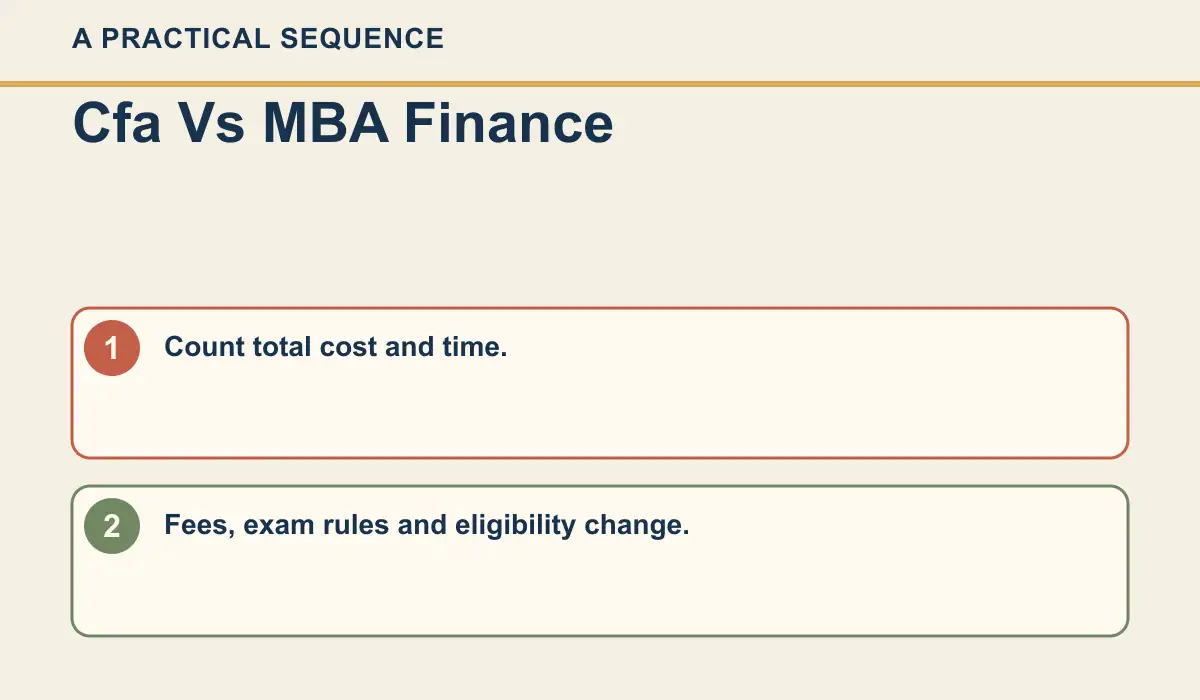 A PRACTICAL SEQUENCE
Cfa Vs MBA Finance
1
Count total cost and time.
2
Fees, exam rules and eligibility change.